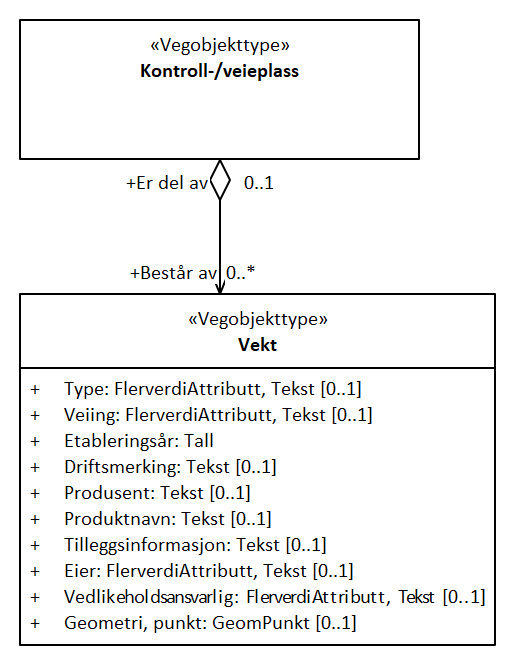 «Vegobjekttype»
Kontroll-/veieplass
+Er del av 0..1
+Består av 0..*
«Vegobjekttype»
Vekt
+ Type: FlerverdiAttributt, Tekst [0..1]
+ Veiing: FlerverdiAttributt, Tekst [0..1]
+ Etableringsår: Tall
+ Driftsmerking: Tekst [0..1]
+ Produsent: Tekst [0..1]
+ Produktnavn: Tekst [0..1]
+ Tilleggsinformasjon: Tekst [0..1]
+ Eier: FlerverdiAttributt, Tekst [0..1]
+ Vedlikeholdsansvarlig: FlerverdiAttributt, Tekst [0..1]
+ Geometri, punkt: GeomPunkt [0..1]